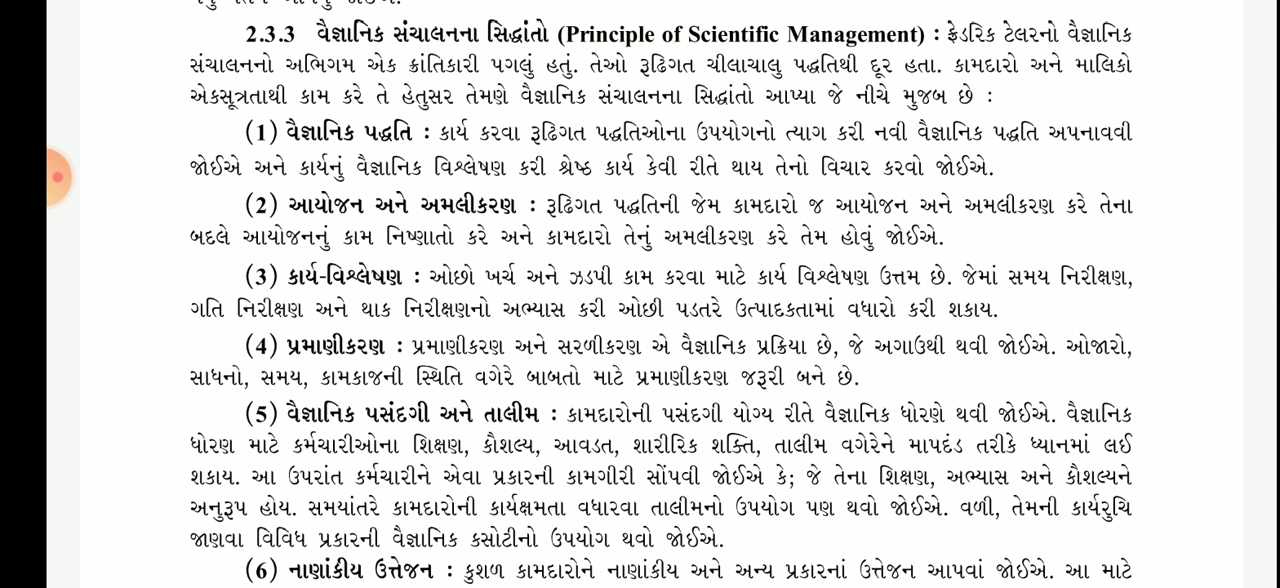 2.3.3 વૈજ્ઞાનિક સંચાલનના સિદ્ધાંતો (Principle of Scientific Management) : ફ્રેડરિક ટેલરનો વૈજ્ઞાનિક
સંચાલનનો અભિગમ એક ક્રાંતિકારી પગલું હતું. તેઓ રૂઢિગત ચીલાચાલુ પદ્ધતિથી દૂર હતા. કામદારો અને માલિકો
એકસૂત્રતાથી કામ કરે તે હેતુસર તેમણે વૈજ્ઞાનિક સંચાલનના સિદ્ધાંતો આપ્યા જે નીચે મુજબ છે :
(1) વૈજ્ઞાનિક પદ્ધતિ : કાર્ય કરવા રૂઢિગત પદ્ધતિઓના ઉપયોગનો ત્યાગ કરી નવી વૈજ્ઞાનિક પદ્ધતિ અપનાવવી
જોઈએ અને કાર્યનું વૈજ્ઞાનિક વિશ્લેષણ કરી શ્રેષ્ઠ કાર્ય કેવી રીતે થાય તેનો વિચાર કરવો જોઈએ.
(2) આયોજન અને અમલીકરણ : રૂઢિગત પદ્ધતિની જેમ કામદારો જ આયોજન અને અમલીકરણ કરે તેના
બદલે આયોજનનું કામ નિષ્ણાતો કરે અને કામદારો તેનું અમલીકરણ કરે તેમ હોવું જોઈએ.
(3) કાર્ય-વિશ્લેષણ : ઓછો ખર્ચ અને ઝડપી કામ કરવા માટે કાર્ય વિશ્લેષણ ઉત્તમ છે. જેમાં સમય નિરીક્ષણ,
ગતિ નિરીક્ષણ અને થાક નિરીક્ષણનો અભ્યાસ કરી ઓછી પડતરે ઉત્પાદકતામાં વધારો કરી શકાય.
(4) પ્રમાણીકરણ : પ્રમાણીકરણ અને સરળીકરણ એ વૈજ્ઞાનિક પ્રક્રિયા છે, જે અગાઉથી થવી જોઈએ. ઓજારો,
સાધનો, સમય, કામકાજની સ્થિતિ વગેરે બાબતો માટે પ્રમાણીકરણ જરૂરી બને છે.
(5) વૈજ્ઞાનિક પસંદગી અને તાલીમ : કામદારોની પસંદગી યોગ્ય રીતે વૈજ્ઞાનિક ધોરણે થવી જોઈએ. વૈજ્ઞાનિક
ધોરણ માટે કર્મચારીઓના શિક્ષણ, કૌશલ્ય, આવડત, શારીરિક શક્તિ, તાલીમ વગેરેને માપદંડ તરીકે ધ્યાનમાં લઈ
શકાય. આ ઉપરાંત કર્મચારીને એવા પ્રકારની કામગીરી સોંપવી જોઈએ કે; જે તેના શિક્ષણ, અભ્યાસ અને કૌશલ્યને
અનુરૂપ હોય. સમયાંતરે કામદારોની કાર્યક્ષમતા વધારવા તાલીમનો ઉપયોગ પણ થવો જોઈએ. વળી, તેમની કાર્યરુચિ
જાણવા વિવિધ પ્રકારની વૈજ્ઞાનિક કસોટીનો ઉપયોગ થવો જોઈએ.
(6) નાણાંકીય ઉત્તેજન : કુશળ કામદારોને નાણાંકીય અને અન્ય પ્રકારનાં ઉત્તેજન આપવાં જોઈએ. આ માટે